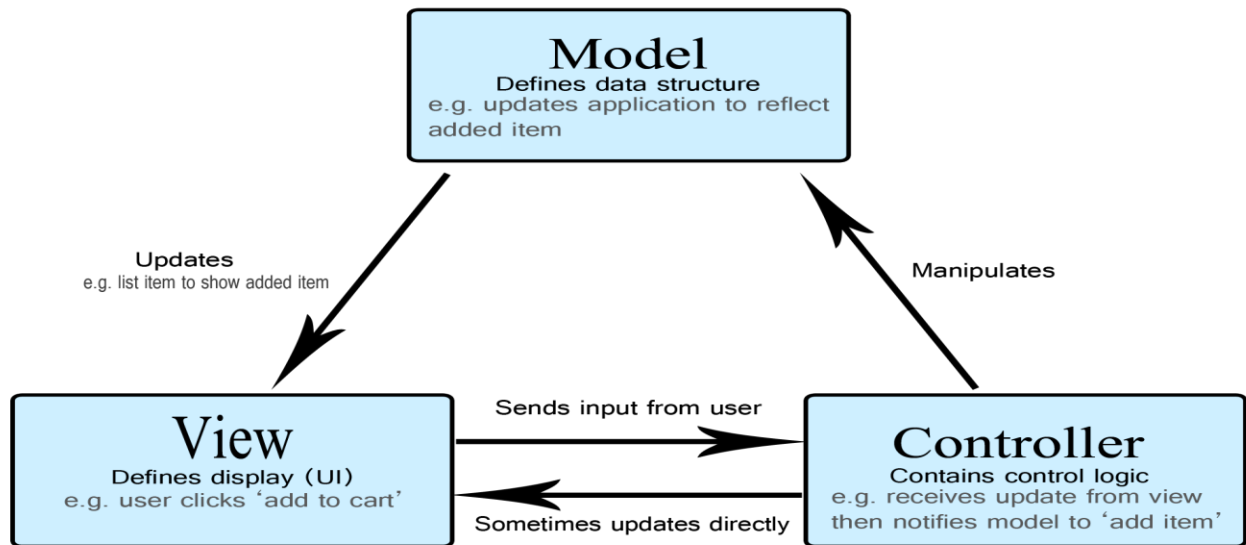 Model
Defines data structure
e.g. updates application to reflect
added item
Updates
e.g. list item to show added item
Manipulates
View
Defines display (UI)
e.g. user clicks ‘add to cart’
Sends input from user
Sometimes updates directly
Controller
Contains control logic
e.g. receives update from view
then notifies model to ‘add item’